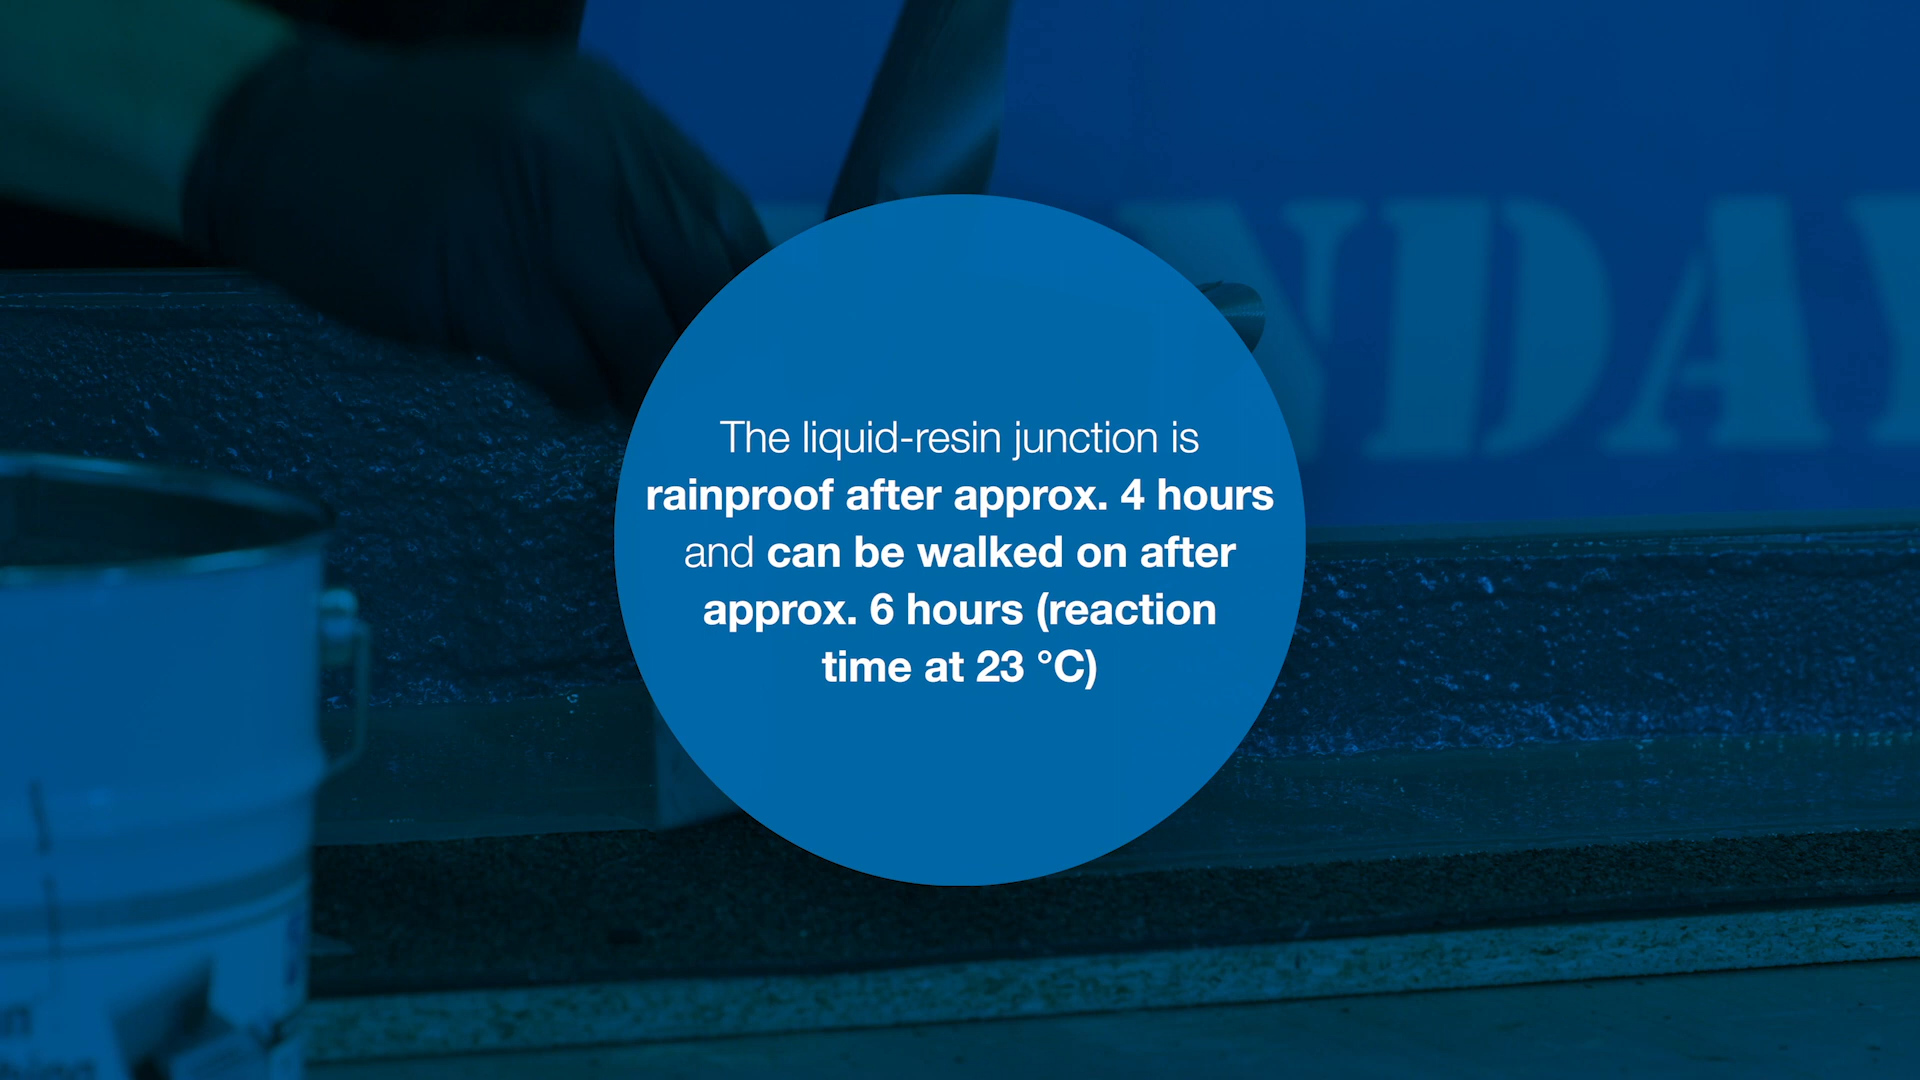 NDAY
The liquid-resin junction is
rainproof after approx. 4 hours
and can be walked on after
approx. 6 hours (reaction
time at 23 °C)